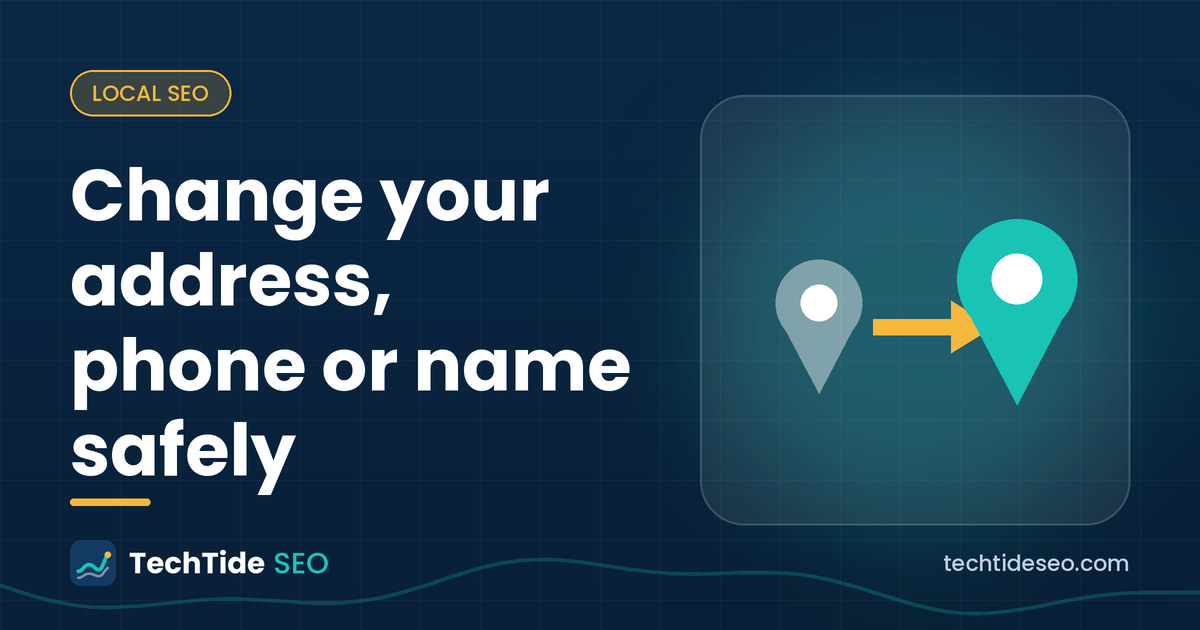 LOCAL SEO
Change your
address,
phone or name
safely
TechTide SEO
techtideseo.com